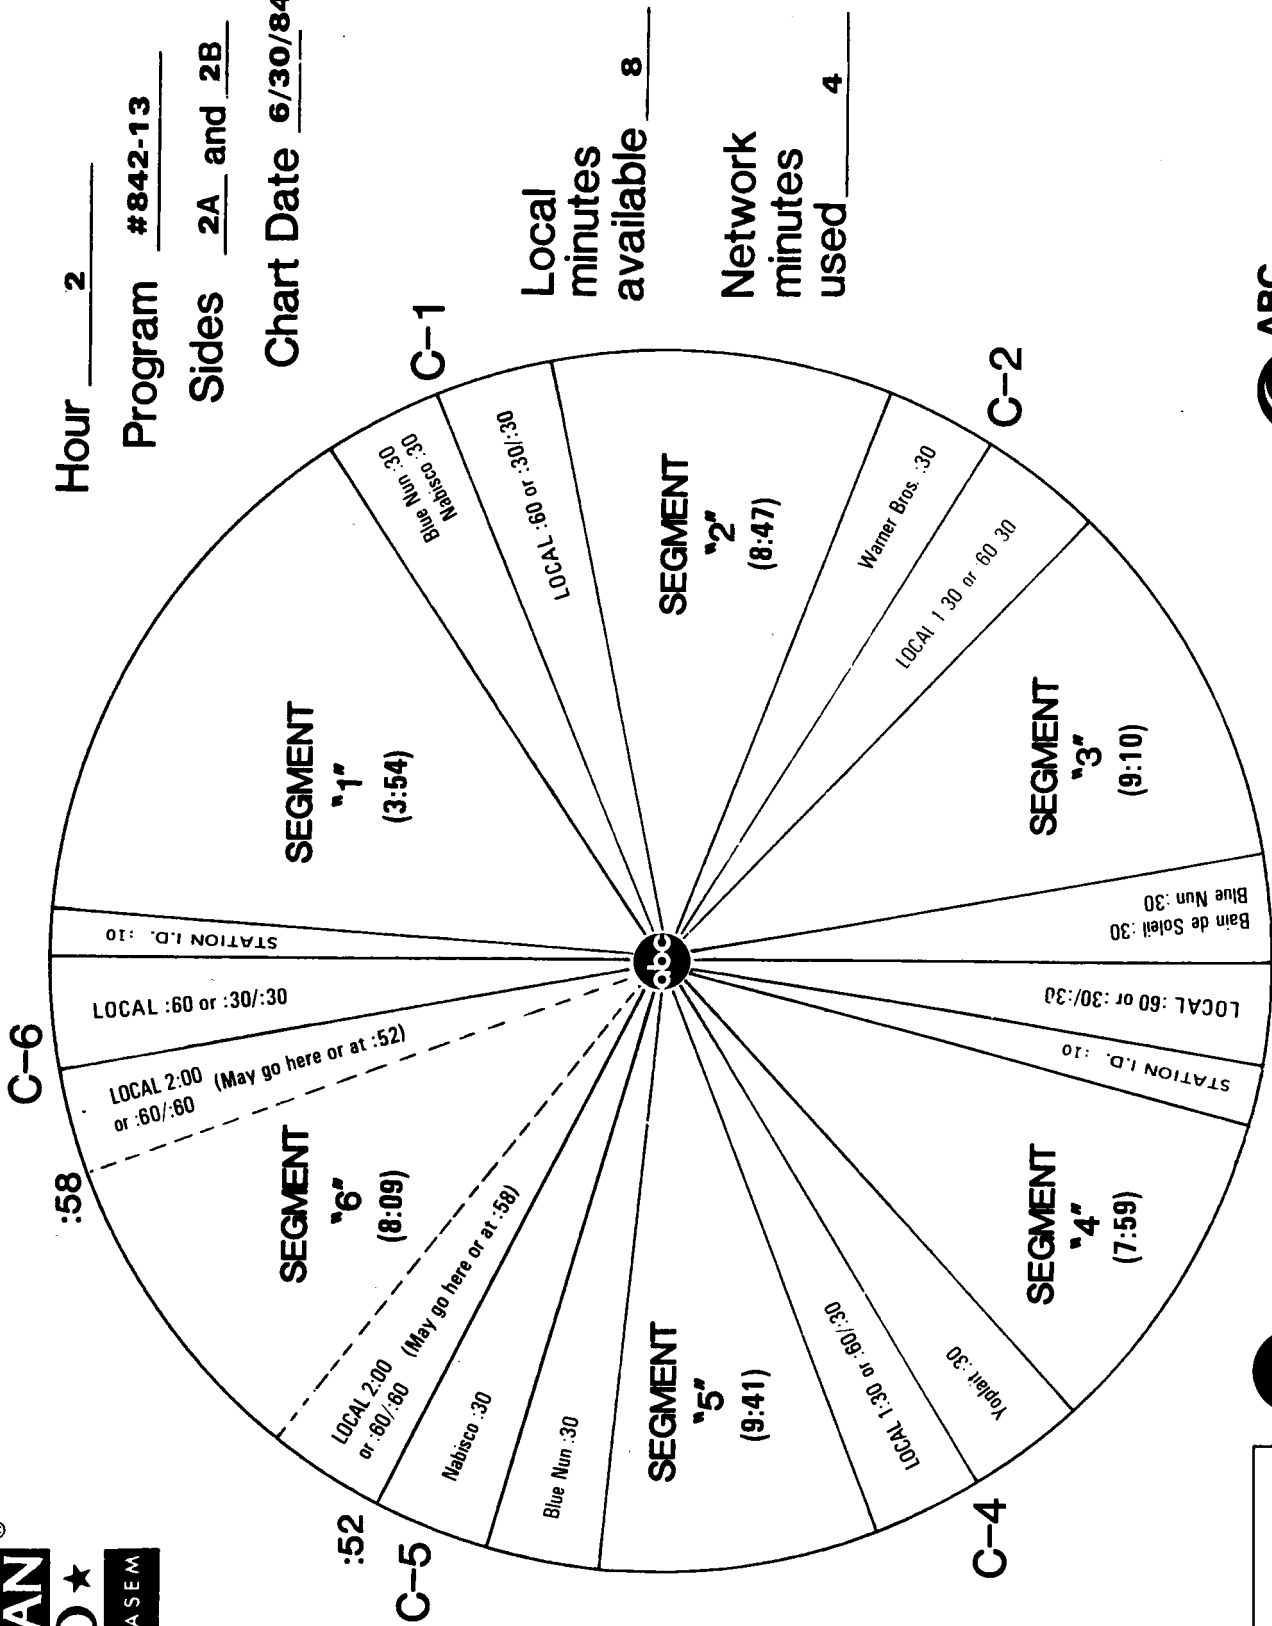 Hour 2
Program #842-13
Sides 2A and 2B
Chart Date 6/30/84
Local
minutes
available 8
Network
minutes
used 4
SEGMENT
"1"
(3:54)
Blue Nun :30
Nabisco :30
C-1
LOCAL :60 or :30/:30
SEGMENT
"2"
(8:47)
Warner Bros. :30
C-2
LOCAL 1 30 or 60 30
SEGMENT
"3"
(9:10)
Blue Nun :30
Bain de Soleil :30
LOCAL :60 or :30/:30
STATION I.D. :10
SEGMENT
"4"
(7:59)
Yoplait :30
C-4
LOCAL 1:30 or :60/:30
SEGMENT
"5"
(9:41)
Blue Nun :30
Nabisco :30
C-5
:52
LOCAL 2:00 (May go here or at :58)
or :60/:60
SEGMENT
"6"
(8:09)
:58
LOCAL 2:00 (May go here or at :52)
or :60/:60
C-6
LOCAL :60 or :30/:30
STATION I.D. :10
abc
AN
ASEM
ABC